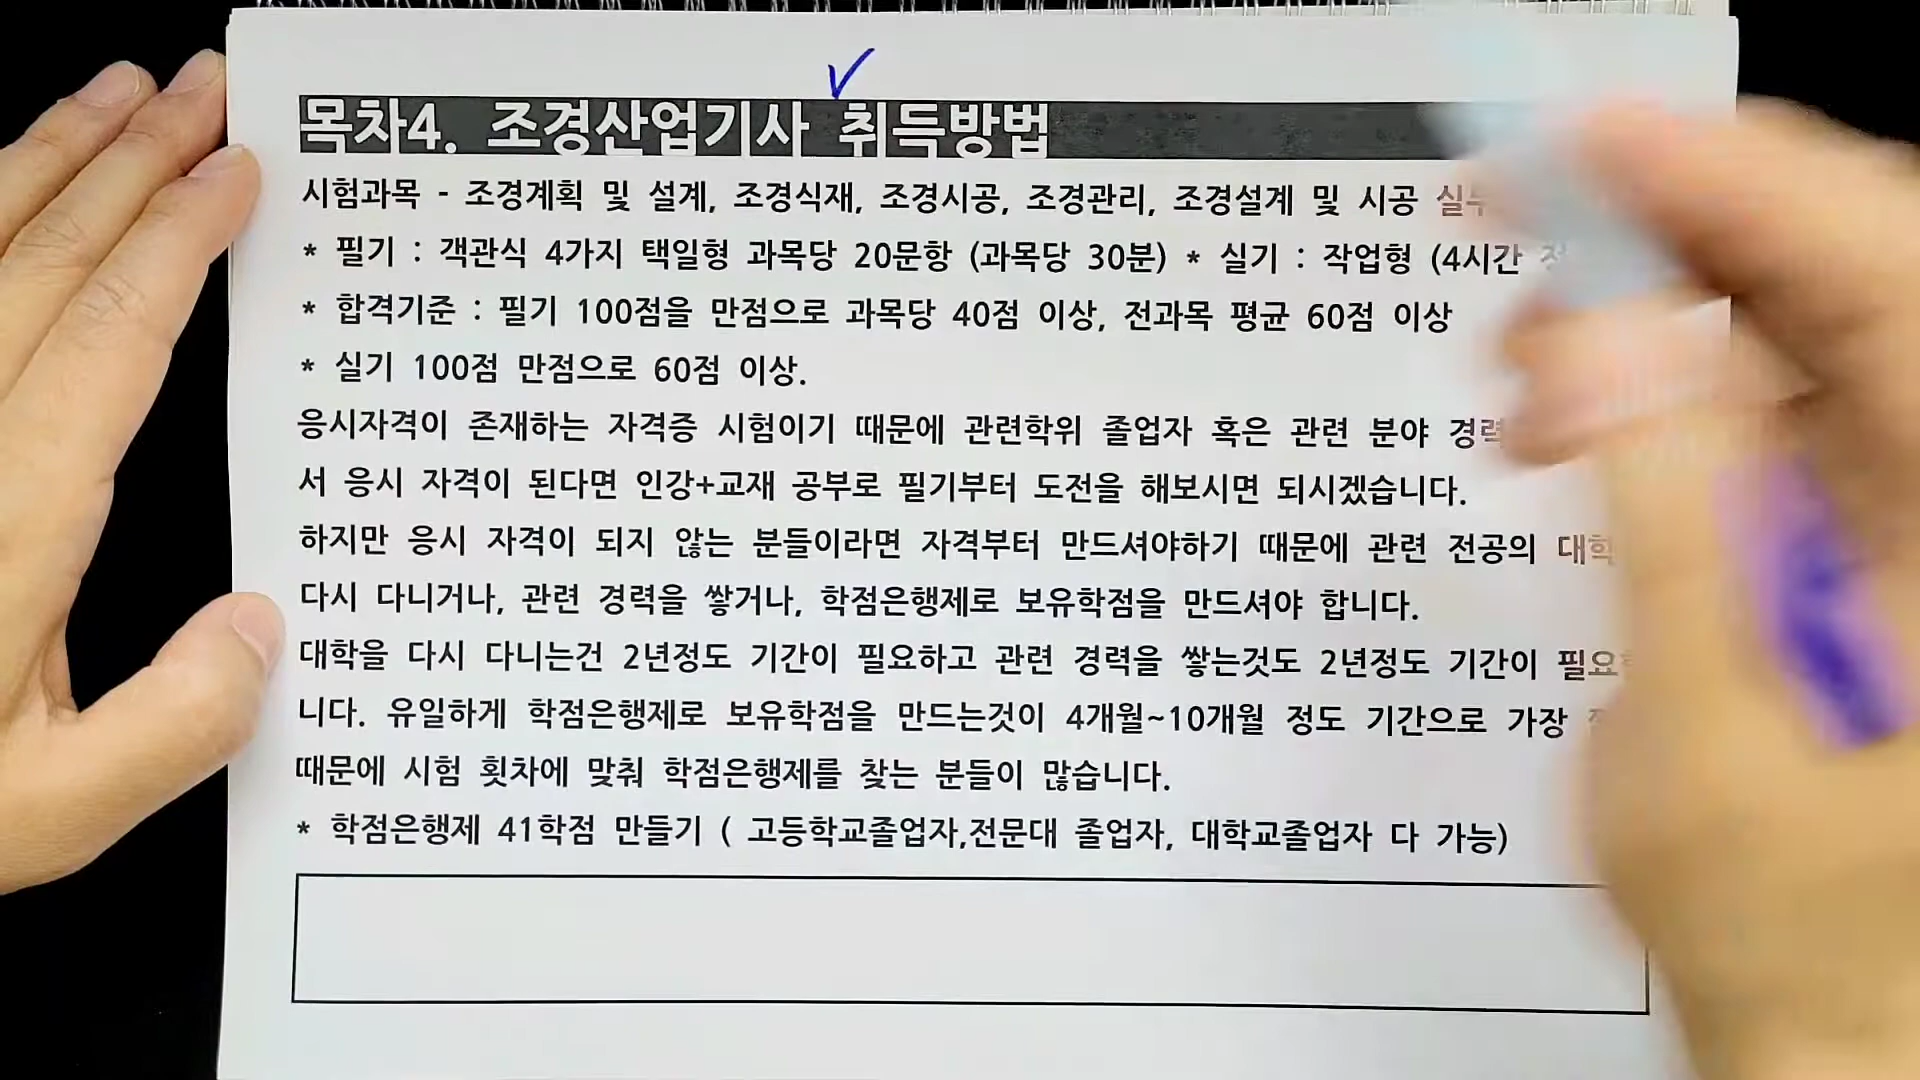 목차4. 조경산업기사 취득방법
시험과목 - 조경계획 및 설계, 조경식재, 조경시공, 조경관리, 조경설계 및 시공
* 필기 : 객관식 4가지 택일형 과목당 20문항 (과목당 30분) * 실기 : 작업형 (4시간
* 합격기준 : 필기 100점을 만점으로 과목당 40점 이상, 전과목 평균 60점 이상
* 실기 100점 만점으로 60점 이상.
응시자격이 존재하는 자격증 시험이기 때문에 관련학위 졸업자 혹은 관련 분야
서 응시 자격이 된다면 인강+교재 공부로 필기부터 도전을 해보시면 되시겠습니다.
하지만 응시 자격이 되지 않는 분들이라면 자격부터 만드셔야하기 때문에 관련 전공의
다시 다니거나, 관련 경력을 쌓거나, 학점은행제로 보유학점을 만드셔야 합니다.
대학을 다시 다니는건 2년정도 기간이 필요하고 관련 경력을 쌓는것도 2년정도 기간이
니다. 유일하게 학점은행제로 보유학점을 만드는것이 4개월~10개월 정도 기간으로 가장
때문에 시험 횟차에 맞춰 학점은행제를 찾는 분들이 많습니다.
* 학점은행제 41학점 만들기 ( 고등학교졸업자,전문대 졸업자, 대학교졸업자 다 가능)